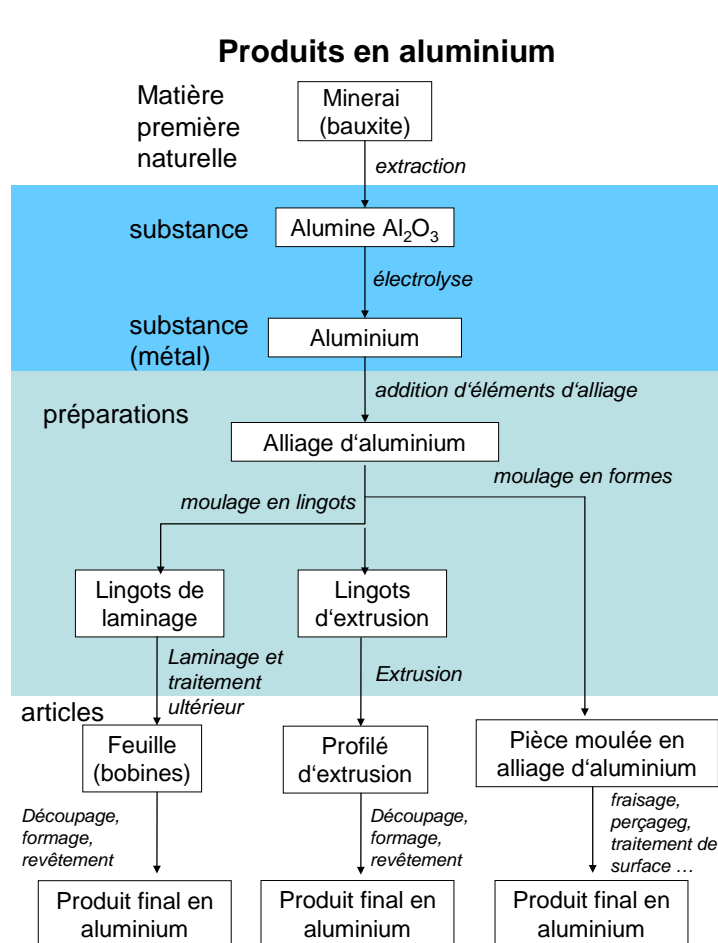 Produits en aluminium
Matière
première
naturelle
Minerai
(bauxite)
extraction
substance
Alumine Al₂O₃
électrolyse
substance
(métal)
Aluminium
addition d‘éléments d‘alliage
préparations
Alliage d‘aluminium
moulage en formes
moulage en lingots
Lingots de
laminage
Lingots
d‘extrusion
Laminage et
traitement
ultérieur
Extrusion
articles
Feuille
(bobines)
Profilé
d‘extrusion
Pièce moulée en
alliage d‘aluminium
Découpage,
formage,
revêtement
Découpage,
formage,
revêtement
fraisage,
perçageg,
traitement de
surface …
Produit final en
aluminium
Produit final en
aluminium
Produit final en
aluminium